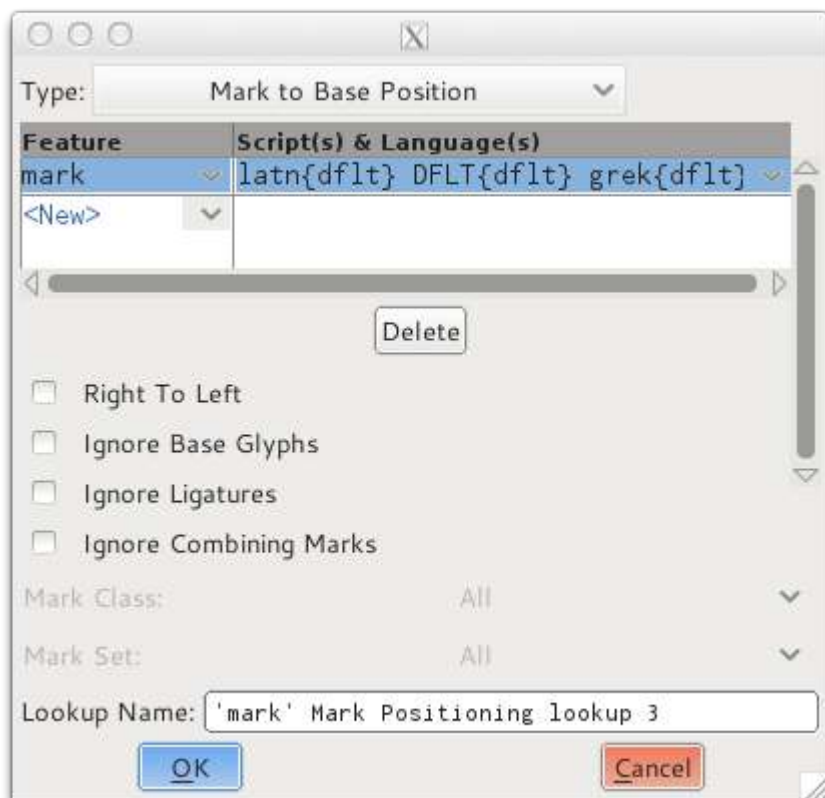 Type: Mark to Base Position
Feature Script(s) & Language(s)
mark latn{dflt} DFLT{dflt} grek{dflt}
<New>
Delete
Right To Left
Ignore Base Glyphs
Ignore Ligatures
Ignore Combining Marks
Mark Class: All
Mark Set: All
Lookup Name: 'mark' Mark Positioning lookup 3
OK Cancel